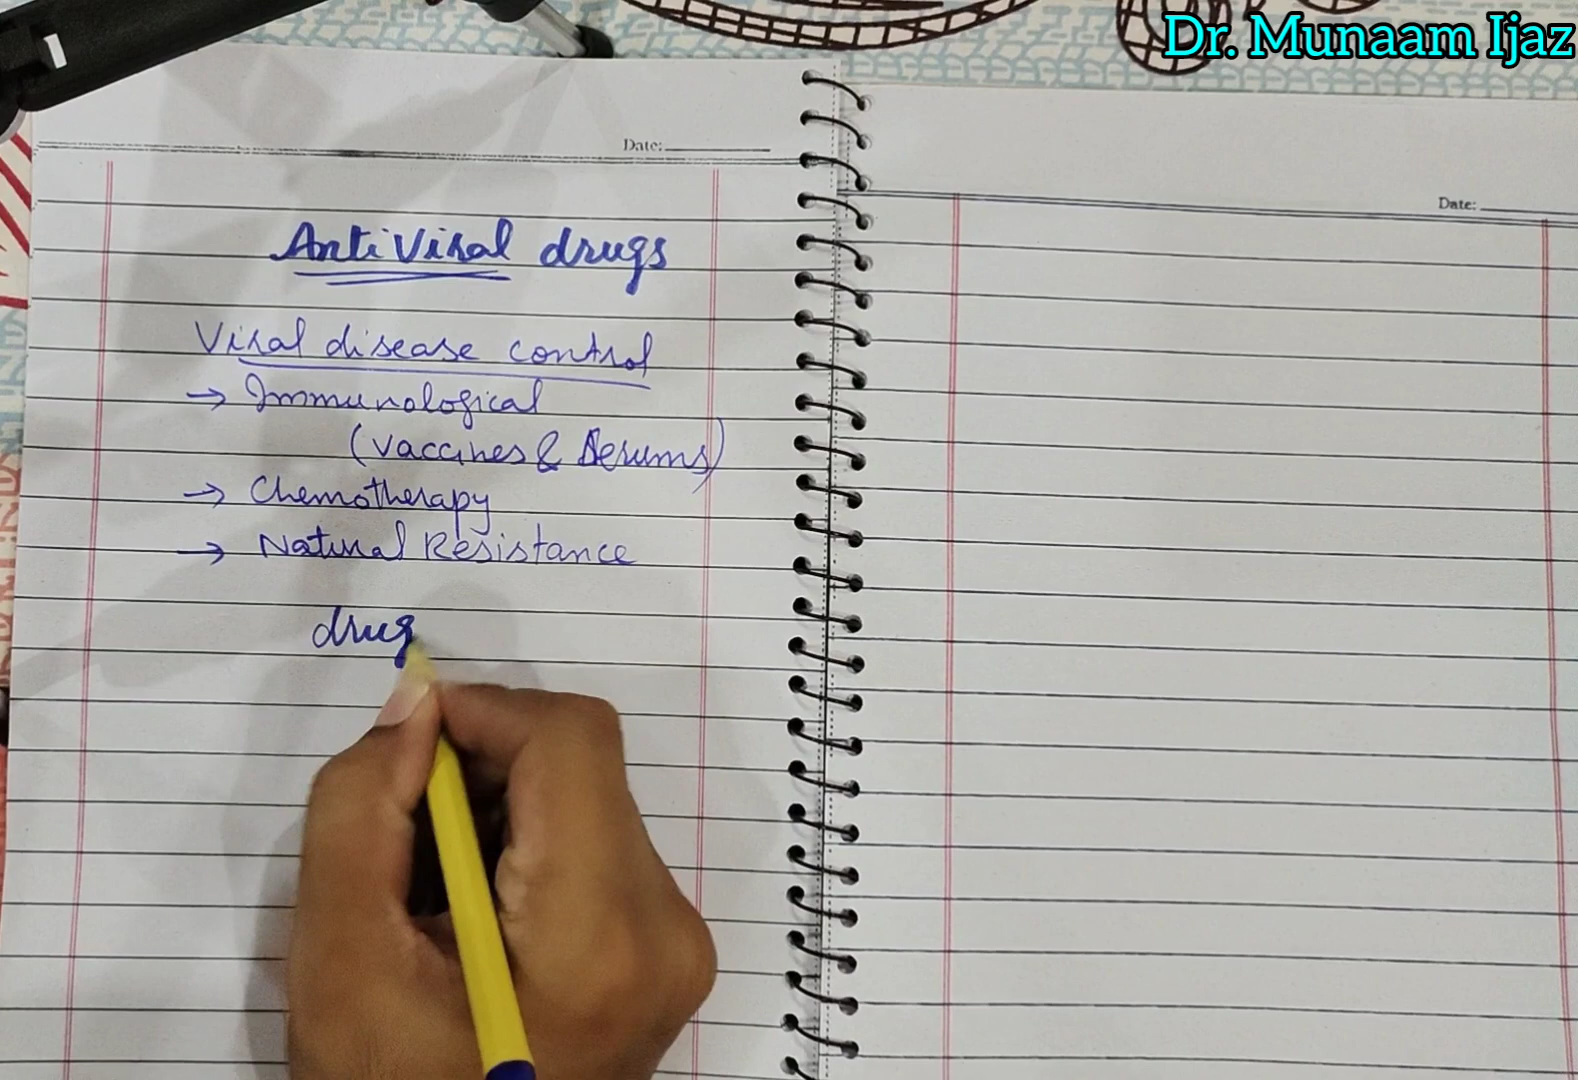 Dr. Munaam Ijaz
Date:
Date:
AntiViral drugs
Viral disease control
→ Immunological
(Vaccines & Serums)
→ Chemotherapy
→ Natural Resistance
drug